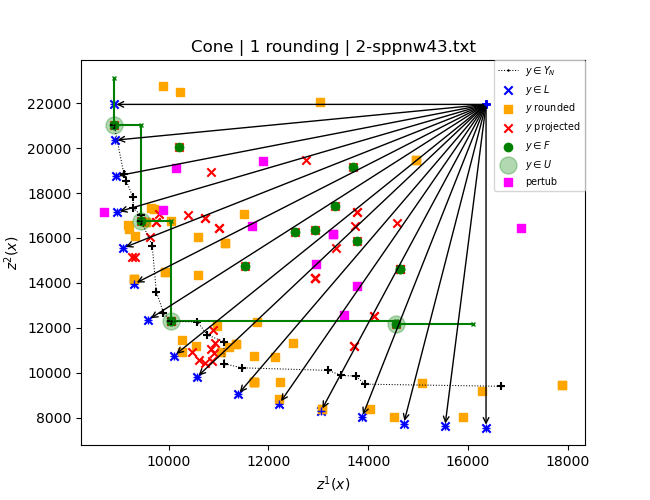 Cone | 1 rounding | 2-sppnw43.txt
y ∈ Y_N
y ∈ L
y rounded
y projected
y ∈ F
y ∈ U
pertub
22000
20000
18000
16000
14000
12000
10000
8000
z²(x)
10000 12000 14000 16000 18000
z¹(x)